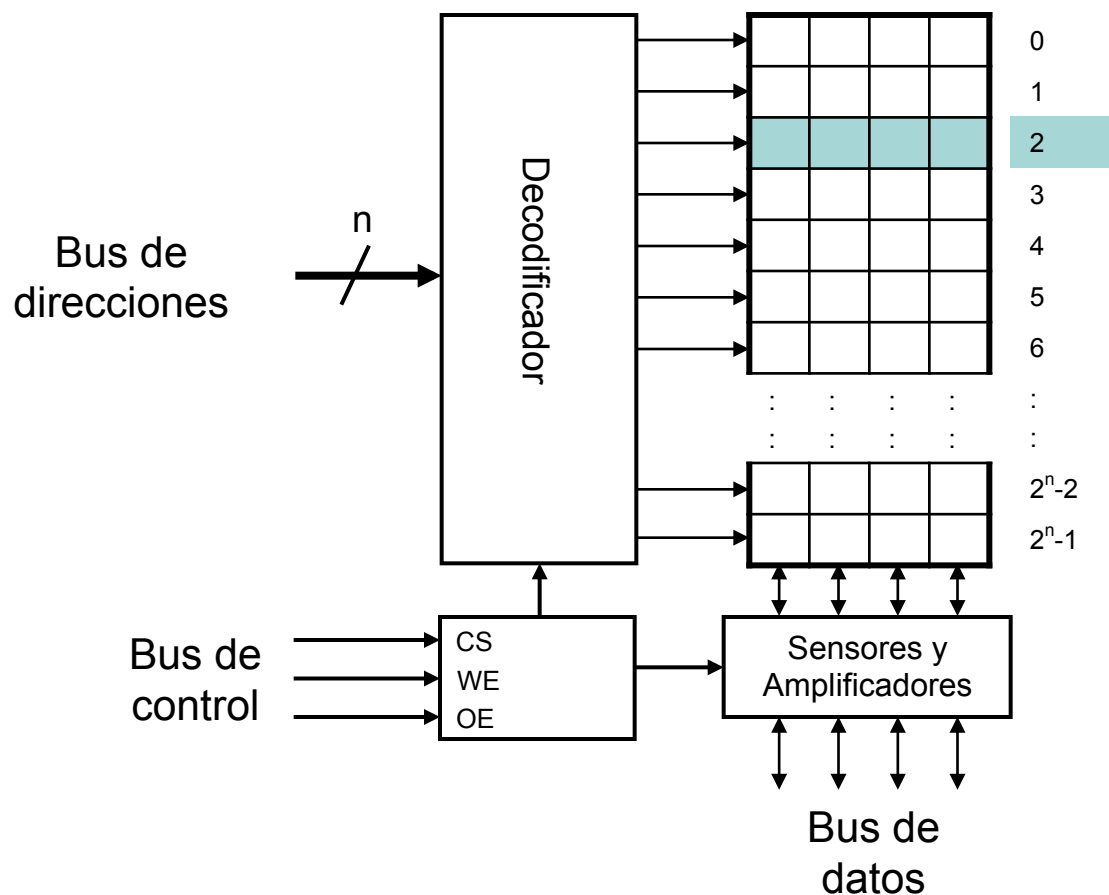 0
1
2
3
4
5
6
:
:
2ⁿ-2
2ⁿ-1
: : : :
: : : :
Decodificador
n
Bus de
direcciones
Bus de
control
CS
WE
OE
Sensores y
Amplificadores
Bus de
datos